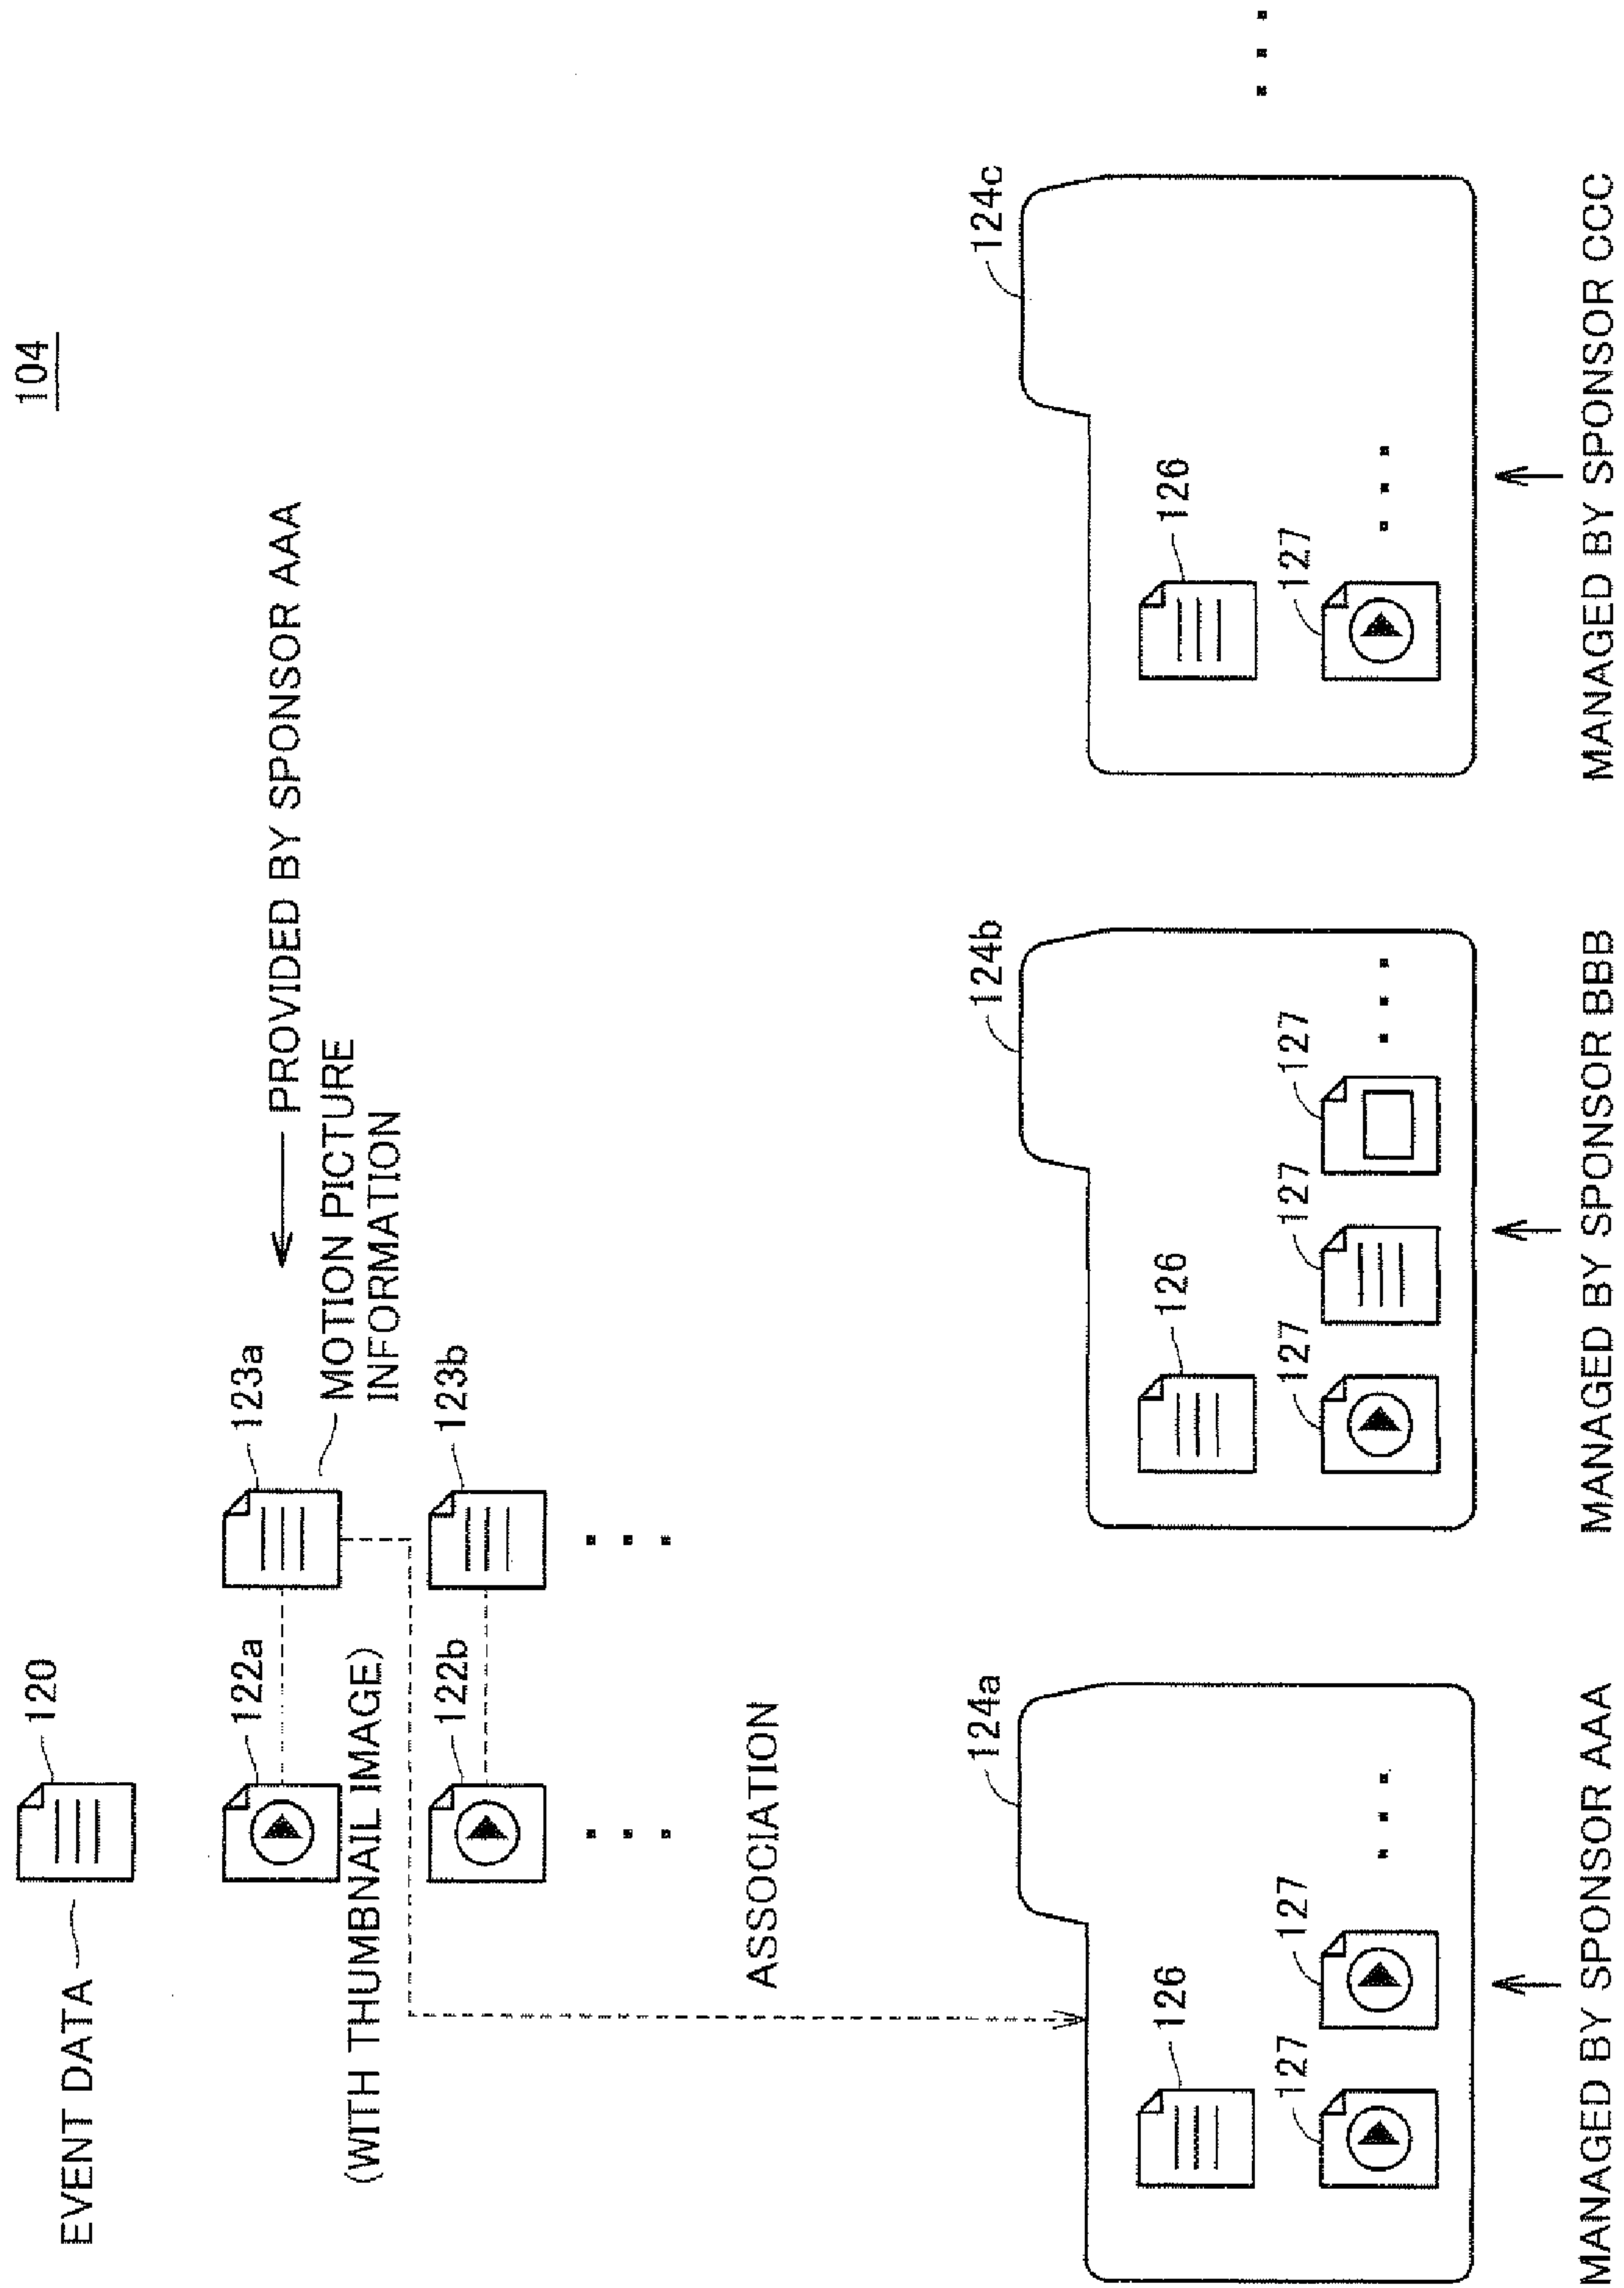 104
EVENT DATA
120
122a
123a
PROVIDED BY SPONSOR AAA
(WITH THUMBNAIL IMAGE)
MOTION PICTURE
INFORMATION
122b
123b
ASSOCIATION
124a
124b
124c
126
126
126
127
127
127
127
127
127
MANAGED BY SPONSOR AAA
MANAGED BY SPONSOR BBB
MANAGED BY SPONSOR CCC